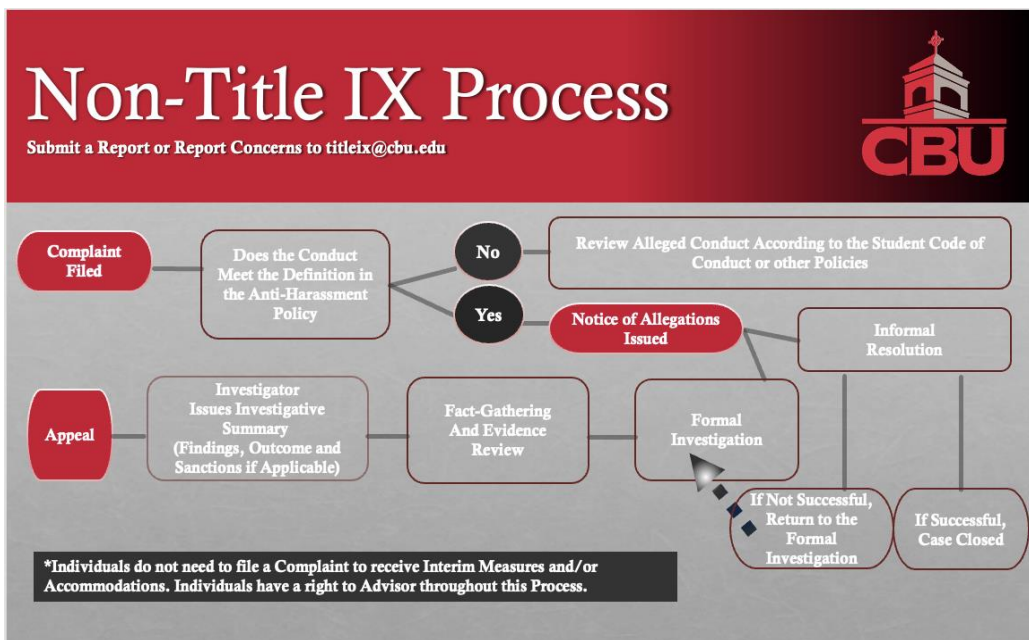 Non-Title IX Process
Submit a Report or Report Concerns to titleix@cbu.edu
CBU
Complaint
Filed
Does the Conduct
Meet the Definition in
the Anti-Harassment
Policy
No
Review Alleged Conduct According to the Student Code of
Conduct or other Policies
Yes
Notice of Allegations
Issued
Informal
Resolution
Appeal
Investigator
Issues Investigative
Summary
(Findings, Outcome and
Sanctions if Applicable)
Fact-Gathering
And Evidence
Review
Formal
Investigation
If Not Successful,
Return to the
Formal
Investigation
If Successful,
Case Closed
*Individuals do not need to file a Complaint to receive Interim Measures and/or
Accommodations. Individuals have a right to Advisor throughout this Process.